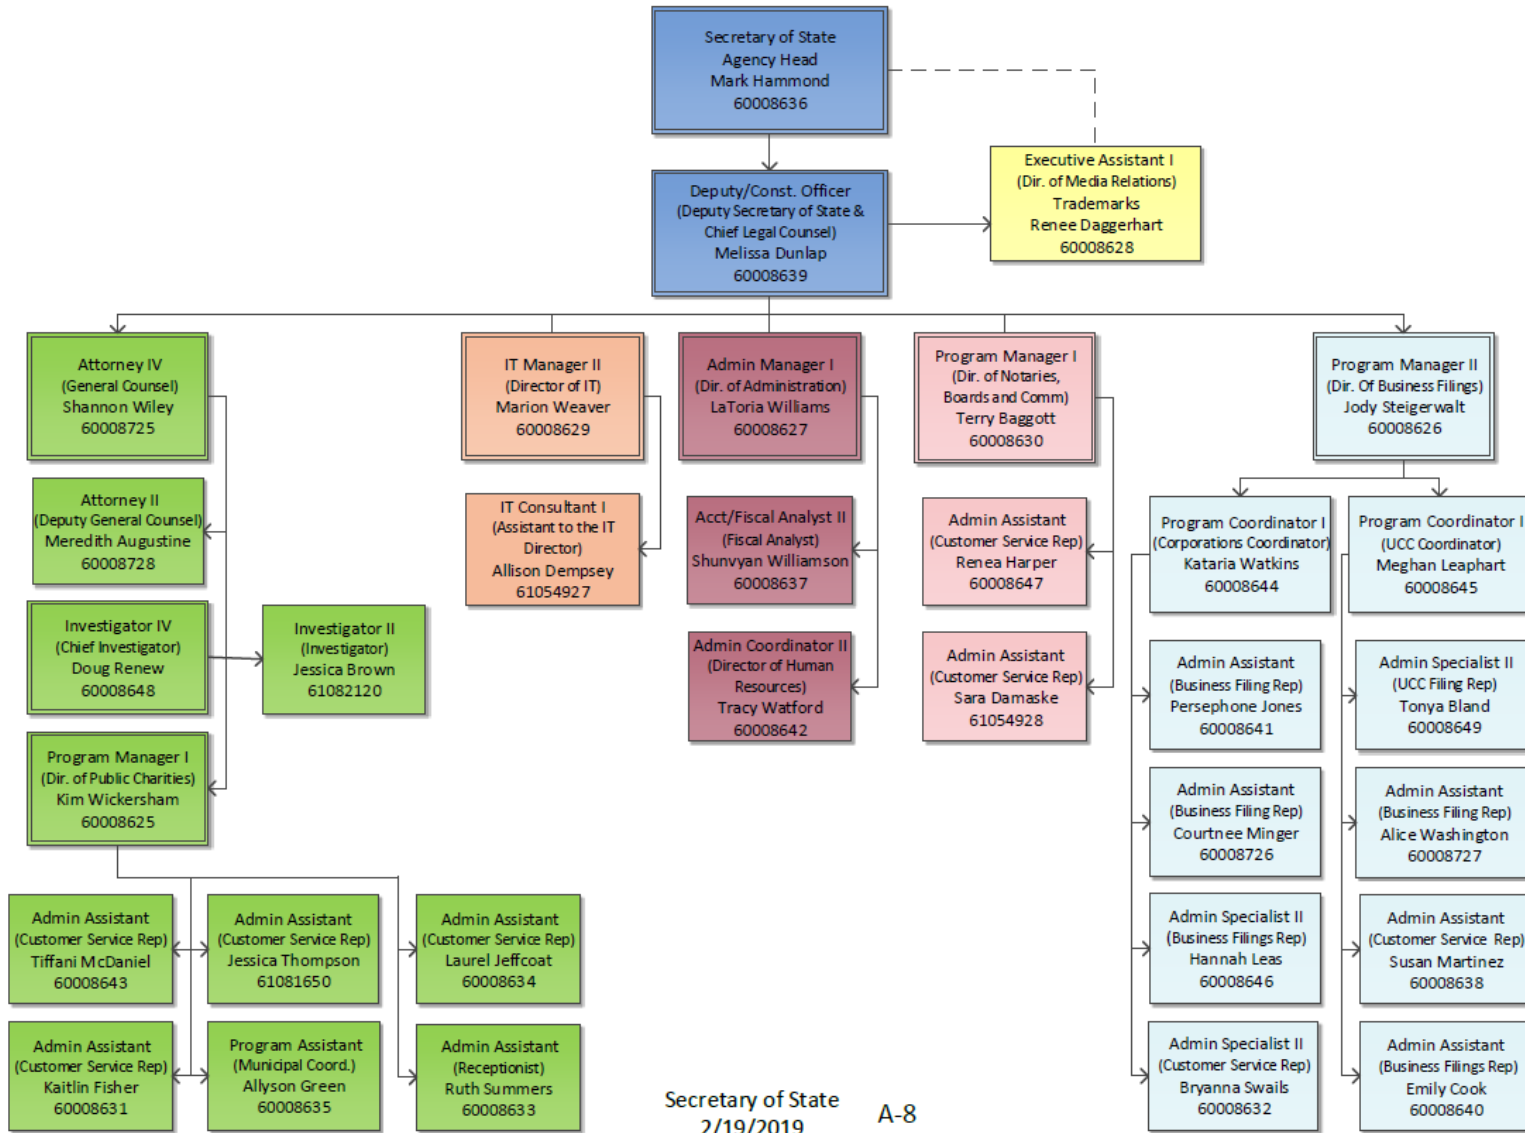 Secretary of State
Agency Head
Mark Hammond
60008636
Executive Assistant I
(Dir. of Media Relations)
Trademarks
Renee Daggerhart
60008628
Deputy/Const. Officer
(Deputy Secretary of State &
Chief Legal Counsel)
Melissa Dunlap
60008639
Attorney IV
(General Counsel)
Shannon Wiley
60008725
IT Manager II
(Director of IT)
Marion Weaver
60008629
Admin Manager I
(Dir. of Administration)
LaToria Williams
60008627
Program Manager I
(Dir. of Notaries,
Boards and Comm)
Terry Baggott
60008630
Program Manager II
(Dir. Of Business Filings)
Jody Steigerwalt
60008626
Attorney II
(Deputy General Counsel)
Meredith Augustine
60008728
IT Consultant I
(Assistant to the IT
Director)
Allison Dempsey
61054927
Acct/Fiscal Analyst II
(Fiscal Analyst)
Shunvyan Williamson
60008637
Admin Assistant
(Customer Service Rep)
Renea Harper
60008647
Program Coordinator I
(Corporations Coordinator)
Kataria Watkins
60008644
Program Coordinator I
(UCC Coordinator)
Meghan Leaphart
60008645
Investigator IV
(Chief Investigator)
Doug Renew
60008648
Investigator II
(Investigator)
Jessica Brown
61082120
Admin Coordinator II
(Director of Human
Resources)
Tracy Watford
60008642
Admin Assistant
(Customer Service Rep)
Sara Damaske
61054928
Admin Assistant
(Business Filing Rep)
Persephone Jones
60008641
Admin Specialist II
(UCC Filing Rep)
Tonya Bland
60008649
Program Manager I
(Dir. of Public Charities)
Kim Wickersham
60008625
Admin Assistant
(Business Filing Rep)
Courtnee Minger
60008726
Admin Assistant
(Business Filing Rep)
Alice Washington
60008727
Admin Assistant
(Customer Service Rep)
Tiffani McDaniel
60008643
Admin Assistant
(Customer Service Rep)
Jessica Thompson
61081650
Admin Assistant
(Customer Service Rep)
Laurel Jeffcoat
60008634
Admin Specialist II
(Business Filings Rep)
Hannah Leas
60008646
Admin Assistant
(Customer Service Rep)
Susan Martinez
60008638
Admin Assistant
(Customer Service Rep)
Kaitlin Fisher
60008631
Program Assistant
(Municipal Coord.)
Allyson Green
60008635
Admin Assistant
(Receptionist)
Ruth Summers
60008633
Admin Specialist II
(Customer Service Rep)
Bryanna Swails
60008632
Admin Assistant
(Business Filings Rep)
Emily Cook
60008640
Secretary of State
2/19/2019
A-8